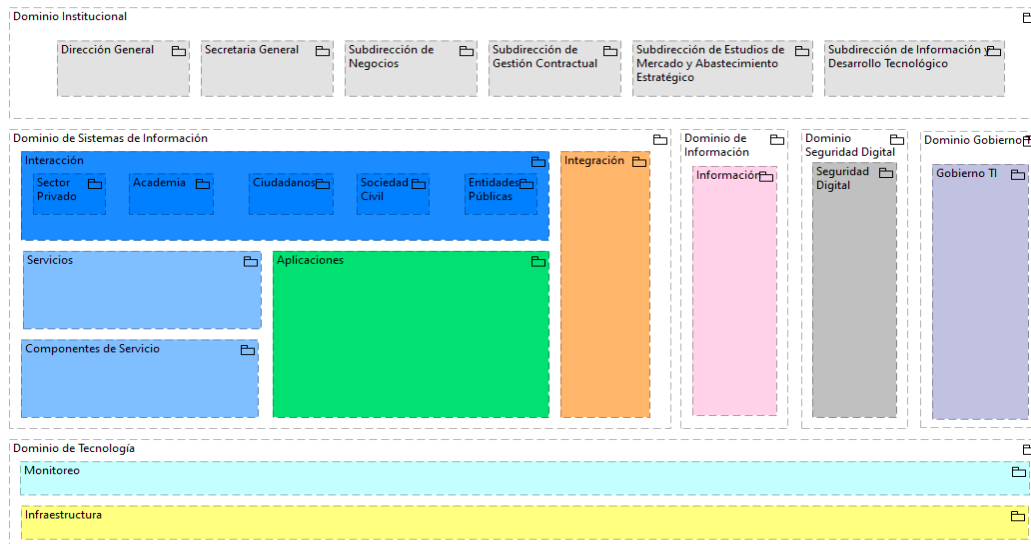 Dominio Institucional
Dirección General
Secretaria General
Subdirección de
Negocios
Subdirección de
Gestión Contractual
Subdirección de Estudios de
Mercado y Abastecimiento
Estratégico
Subdirección de Información y
Desarrollo Tecnológico
Dominio de Sistemas de Información
Interacción
Sector
Privado
Academia
Ciudadanos
Sociedad
Civil
Entidades
Públicas
Servicios
Componentes de Servicio
Aplicaciones
Integración
Dominio de
Información
Información
Dominio
Seguridad Digital
Seguridad
Digital
Dominio Gobierno
Gobierno TI
Dominio de Tecnología
Monitoreo
Infraestructura